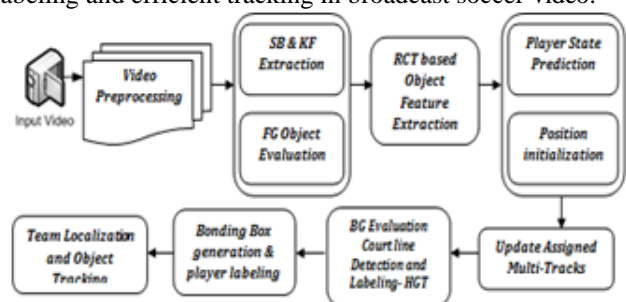 labeling and efficient tracking in broadcast soccer video.
Input Video
Video
Preprocessing
SB & KF
Extraction
FG Object
Evaluation
RCT based
Object
Feature
Extraction
Player State
Prediction
Position
initialization
Update Assigned
Multi-Tracks
BG Evaluation
Court line
Detection and
Labeling- HGT
Bonding Box
generation &
player labeling
Team Localization
and Object
Tracking